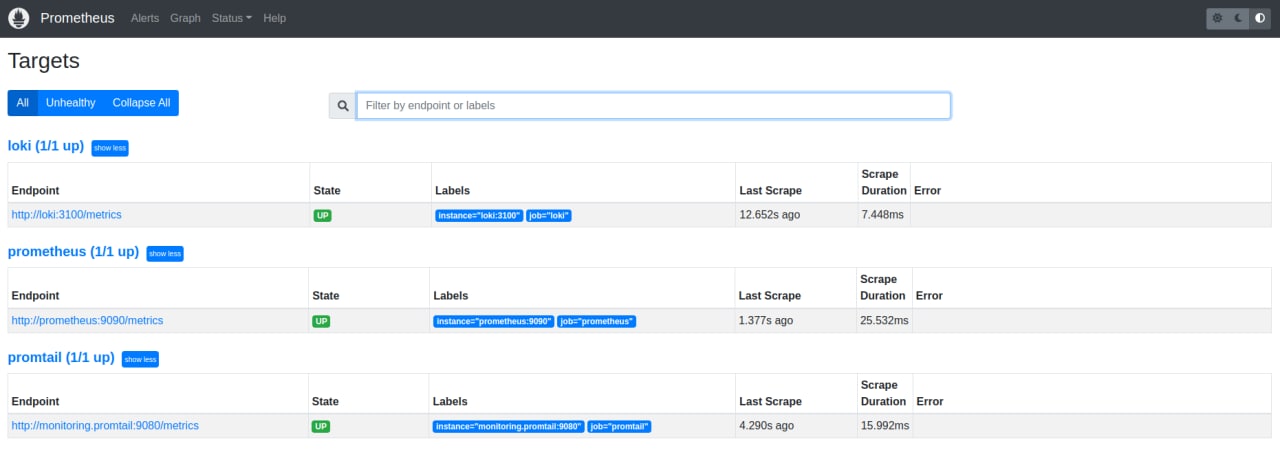 Prometheus Alerts Graph Status Help
Targets
All Unhealthy Collapse All Filter by endpoint or labels
loki (1/1 up) show less
Endpoint State Labels Last Scrape Scrape Duration Error
http://loki:3100/metrics UP instance="loki:3100" job="loki" 12.652s ago 7.448ms
prometheus (1/1 up) show less
Endpoint State Labels Last Scrape Scrape Duration Error
http://prometheus:9090/metrics UP instance="prometheus:9090" job="prometheus" 1.377s ago 25.532ms
promtail (1/1 up) show less
Endpoint State Labels Last Scrape Scrape Duration Error
http://monitoring.promtail:9080/metrics UP instance="monitoring.promtail:9080" job="promtail" 4.290s ago 15.992ms